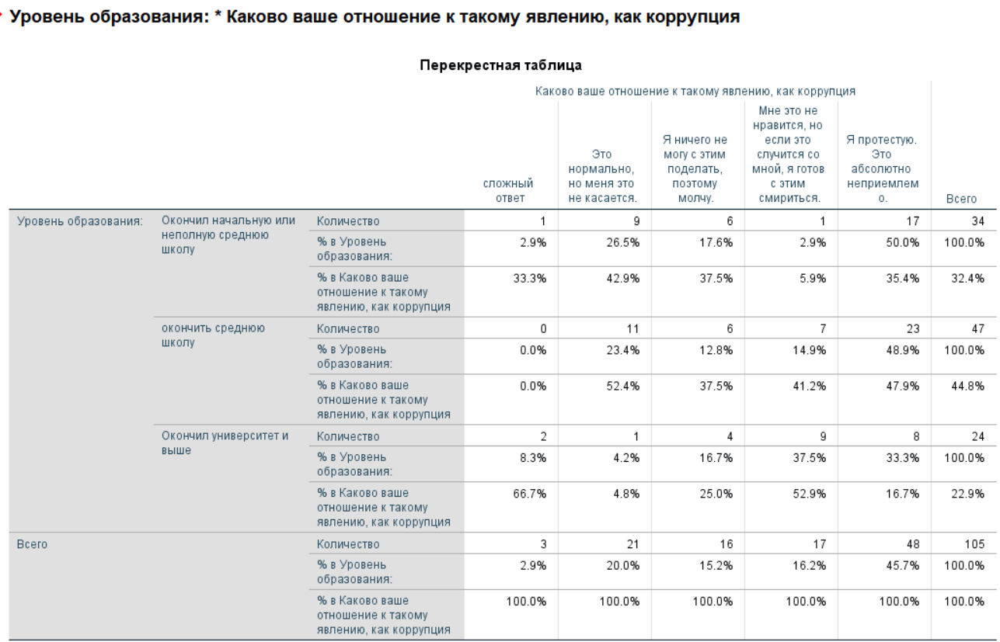 Уровень образования: * Каково ваше отношение к такому явлению, как коррупция
Перекрестная таблица
Каково ваше отношение к такому явлению, как коррупция
сложный
ответ
Это
нормально,
но меня это
не касается.
Я ничего не
могу с этим
поделать,
поэтому
молчу.
Мне это не
нравится, но
если это
случится со
мной, я готов
с этим
смириться.
Я протестую.
Это
абсолютно
неприемлем
о.
Всего
Уровень образования:
Окончил начальную или
неполную среднюю
школу
Количество 1 9 6 1 17 34
% в Уровень
образования:
2.9% 26.5% 17.6% 2.9% 50.0% 100.0%
% в Каково ваше
отношение к такому
явлению, как коррупция
33.3% 42.9% 37.5% 5.9% 35.4% 32.4%
окончить среднюю
школу
Количество 0 11 6 7 23 47
% в Уровень
образования:
0.0% 23.4% 12.8% 14.9% 48.9% 100.0%
% в Каково ваше
отношение к такому
явлению, как коррупция
0.0% 52.4% 37.5% 41.2% 47.9% 44.8%
Окончил университет и
выше
Количество 2 1 4 9 8 24
% в Уровень
образования:
8.3% 4.2% 16.7% 37.5% 33.3% 100.0%
% в Каково ваше
отношение к такому
явлению, как коррупция
66.7% 4.8% 25.0% 52.9% 16.7% 22.9%
Всего
Количество 3 21 16 17 48 105
% в Уровень
образования:
2.9% 20.0% 15.2% 16.2% 45.7% 100.0%
% в Каково ваше
отношение к такому
явлению, как коррупция
100.0% 100.0% 100.0% 100.0% 100.0% 100.0%